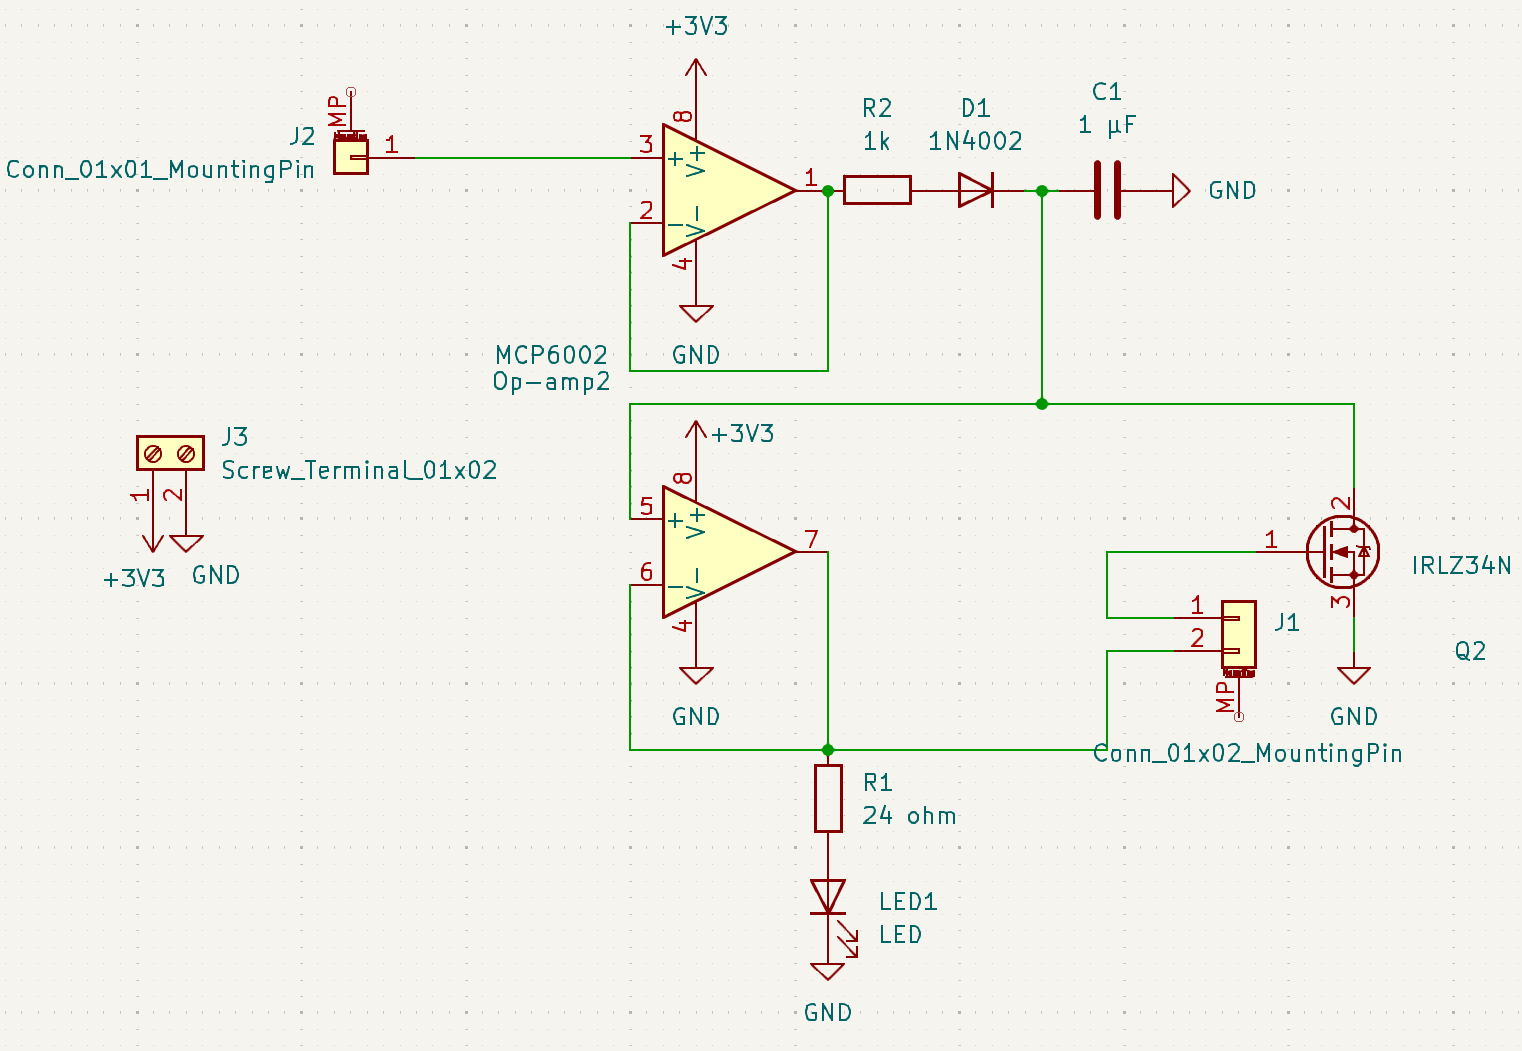 +3V3
MP
8
J2
1
Conn_01x01_MountingPin
3
+
V+
2
−
V−
4
1
R2
1k
D1
1N4002
C1
1 µF
GND
GND
MCP6002
Op-amp2
J3
Screw_Terminal_01x02
1
2
+3V3
GND
+3V3
8
5
+
V+
6
−
V−
4
7
GND
2
1
3
IRLZ34N
Q2
GND
1
2
J1
MP
Conn_01x02_MountingPin
R1
24 ohm
LED1
LED
GND